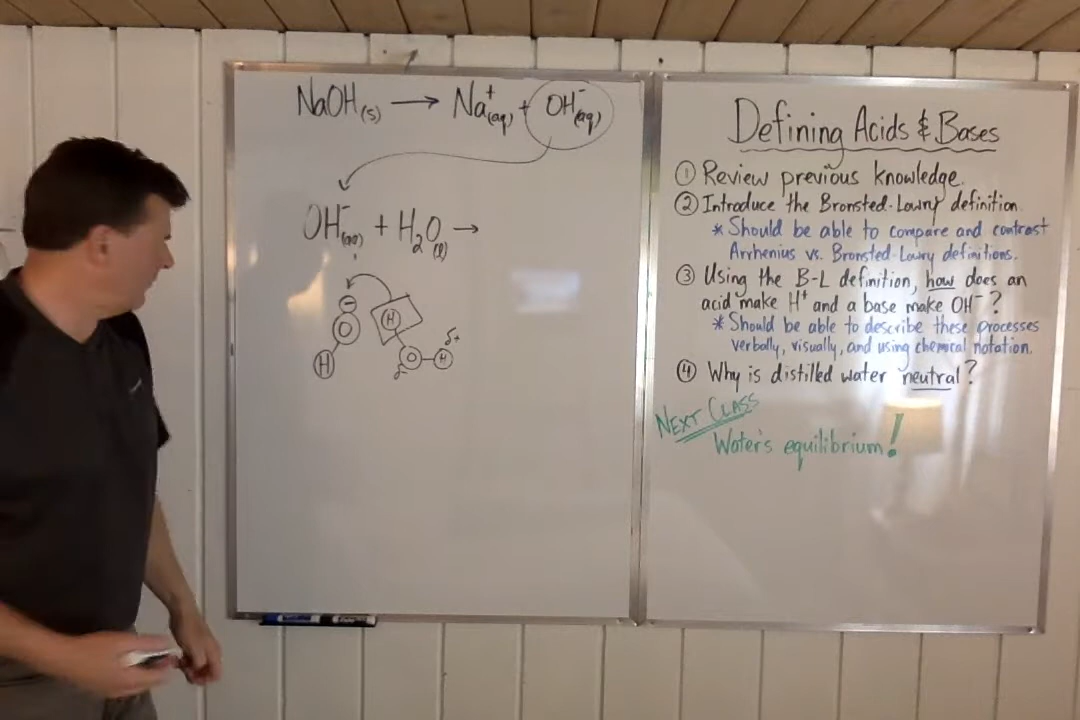 NaOH(s) → Na⁺(aq) + OH⁻(aq)
OH⁻(aq) + H₂O(l) →
⊖
O
H
H
O
H
δ+
δ-
Defining Acids & Bases
① Review previous knowledge.
② Introduce the Bronsted-Lowry definition
* Should be able to compare and contrast
Arrhenius vs. Bronsted-Lowry definitions.
③ Using the B-L definition, how does an
acid make H⁺ and a base make OH⁻?
* Should be able to describe these processes
verbally, visually, and using chemical notation.
④ Why is distilled water neutral?
NEXT CLASS
Water's equilibrium!